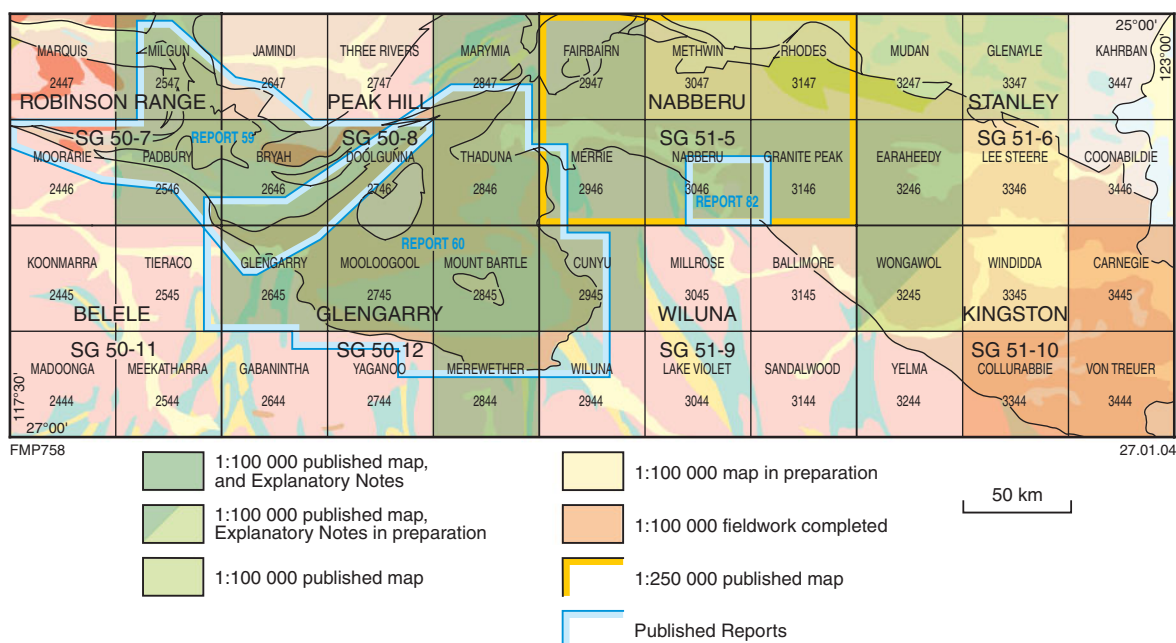 25°00'
123°00'
MARQUIS MILGUN JAMINDI THREE RIVERS MARYMIA FAIRBAIRN METHWIN RHODES MUDAN GLENAYLE KAHRBAN
2447 2547 2647 2747 2847 2947 3047 3147 3247 3347 3447
ROBINSON RANGE PEAK HILL NABBERU STANLEY
SG 50-7 SG 50-8 SG 51-5 SG 51-6
REPORT 59
MOORARIE PADBURY BRYAH DOOLGUNNA THADUNA MERRIE NABBERU GRANITE PEAK EARAHEEDY LEE STEERE COONABILDIE
2446 2546 2646 2746 2846 2946 3046 3146 3246 3346 3446
REPORT 82
REPORT 60
KOONMARRA TIERACO GLENGARRY MOOLOOGOOL MOUNT BARTLE CUNYU MILLROSE BALLIMORE WONGAWOL WINDIDDA CARNEGIE
2445 2545 2645 2745 2845 2945 3045 3145 3245 3345 3445
BELELE GLENGARRY WILUNA KINGSTON
SG 50-11 SG 50-12 SG 51-9 SG 51-10
MADOONGA MEEKATHARRA GABANINTHA YAGANOO MEREWETHER WILUNA LAKE VIOLET SANDALWOOD YELMA COLLURABBIE VON TREUER
2444 2544 2644 2744 2844 2944 3044 3144 3244 3344 3444
117°30'
27°00'
FMP758
27.01.04
1:100 000 published map,
and Explanatory Notes
1:100 000 published map,
Explanatory Notes in preparation
1:100 000 published map
1:100 000 map in preparation
1:100 000 fieldwork completed
1:250 000 published map
Published Reports
50 km